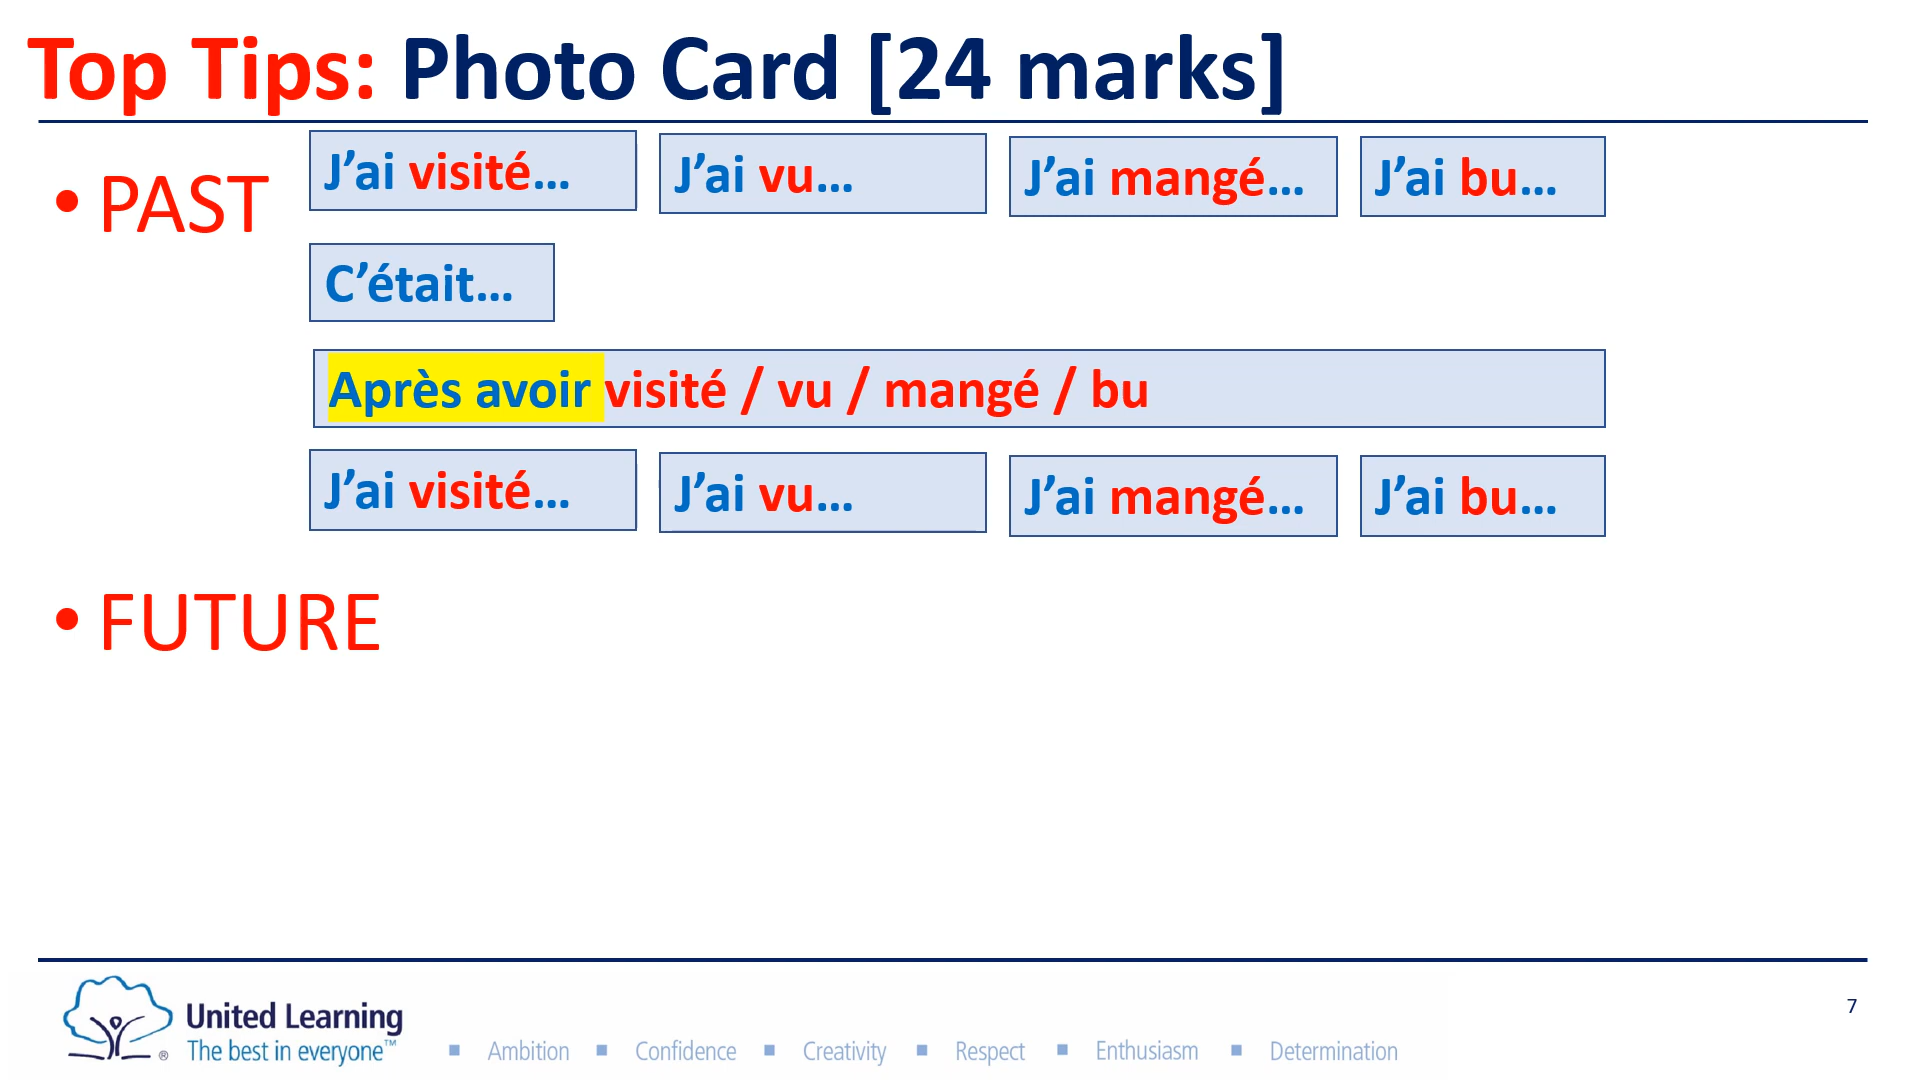 Top Tips: Photo Card [24 marks]
• PAST
J’ai visité... J’ai vu... J’ai mangé... J’ai bu...
C’était...
Après avoir visité / vu / mangé / bu
J’ai visité... J’ai vu... J’ai mangé... J’ai bu...
• FUTURE
United Learning
The best in everyone™
®
■ Ambition ■ Confidence ■ Creativity ■ Respect ■ Enthusiasm ■ Determination
7